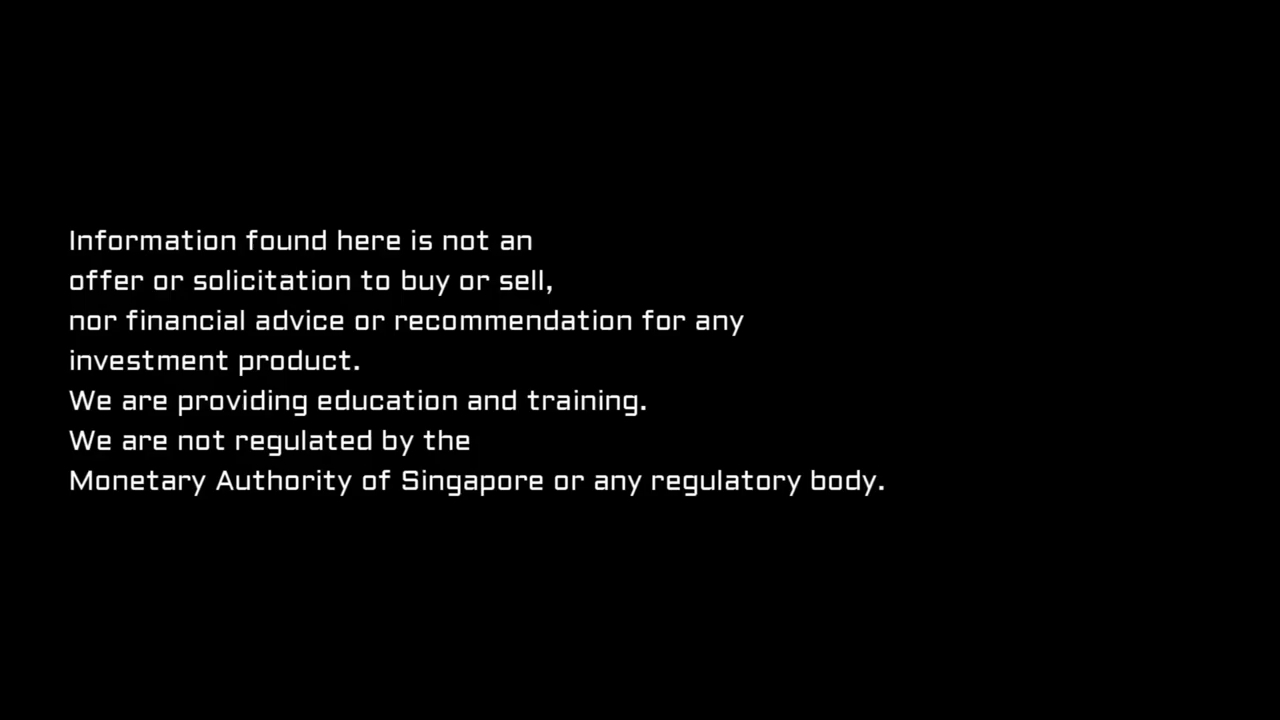 Information found here is not an
offer or solicitation to buy or sell,
nor financial advice or recommendation for any
investment product.
We are providing education and training.
We are not regulated by the
Monetary Authority of Singapore or any regulatory body.